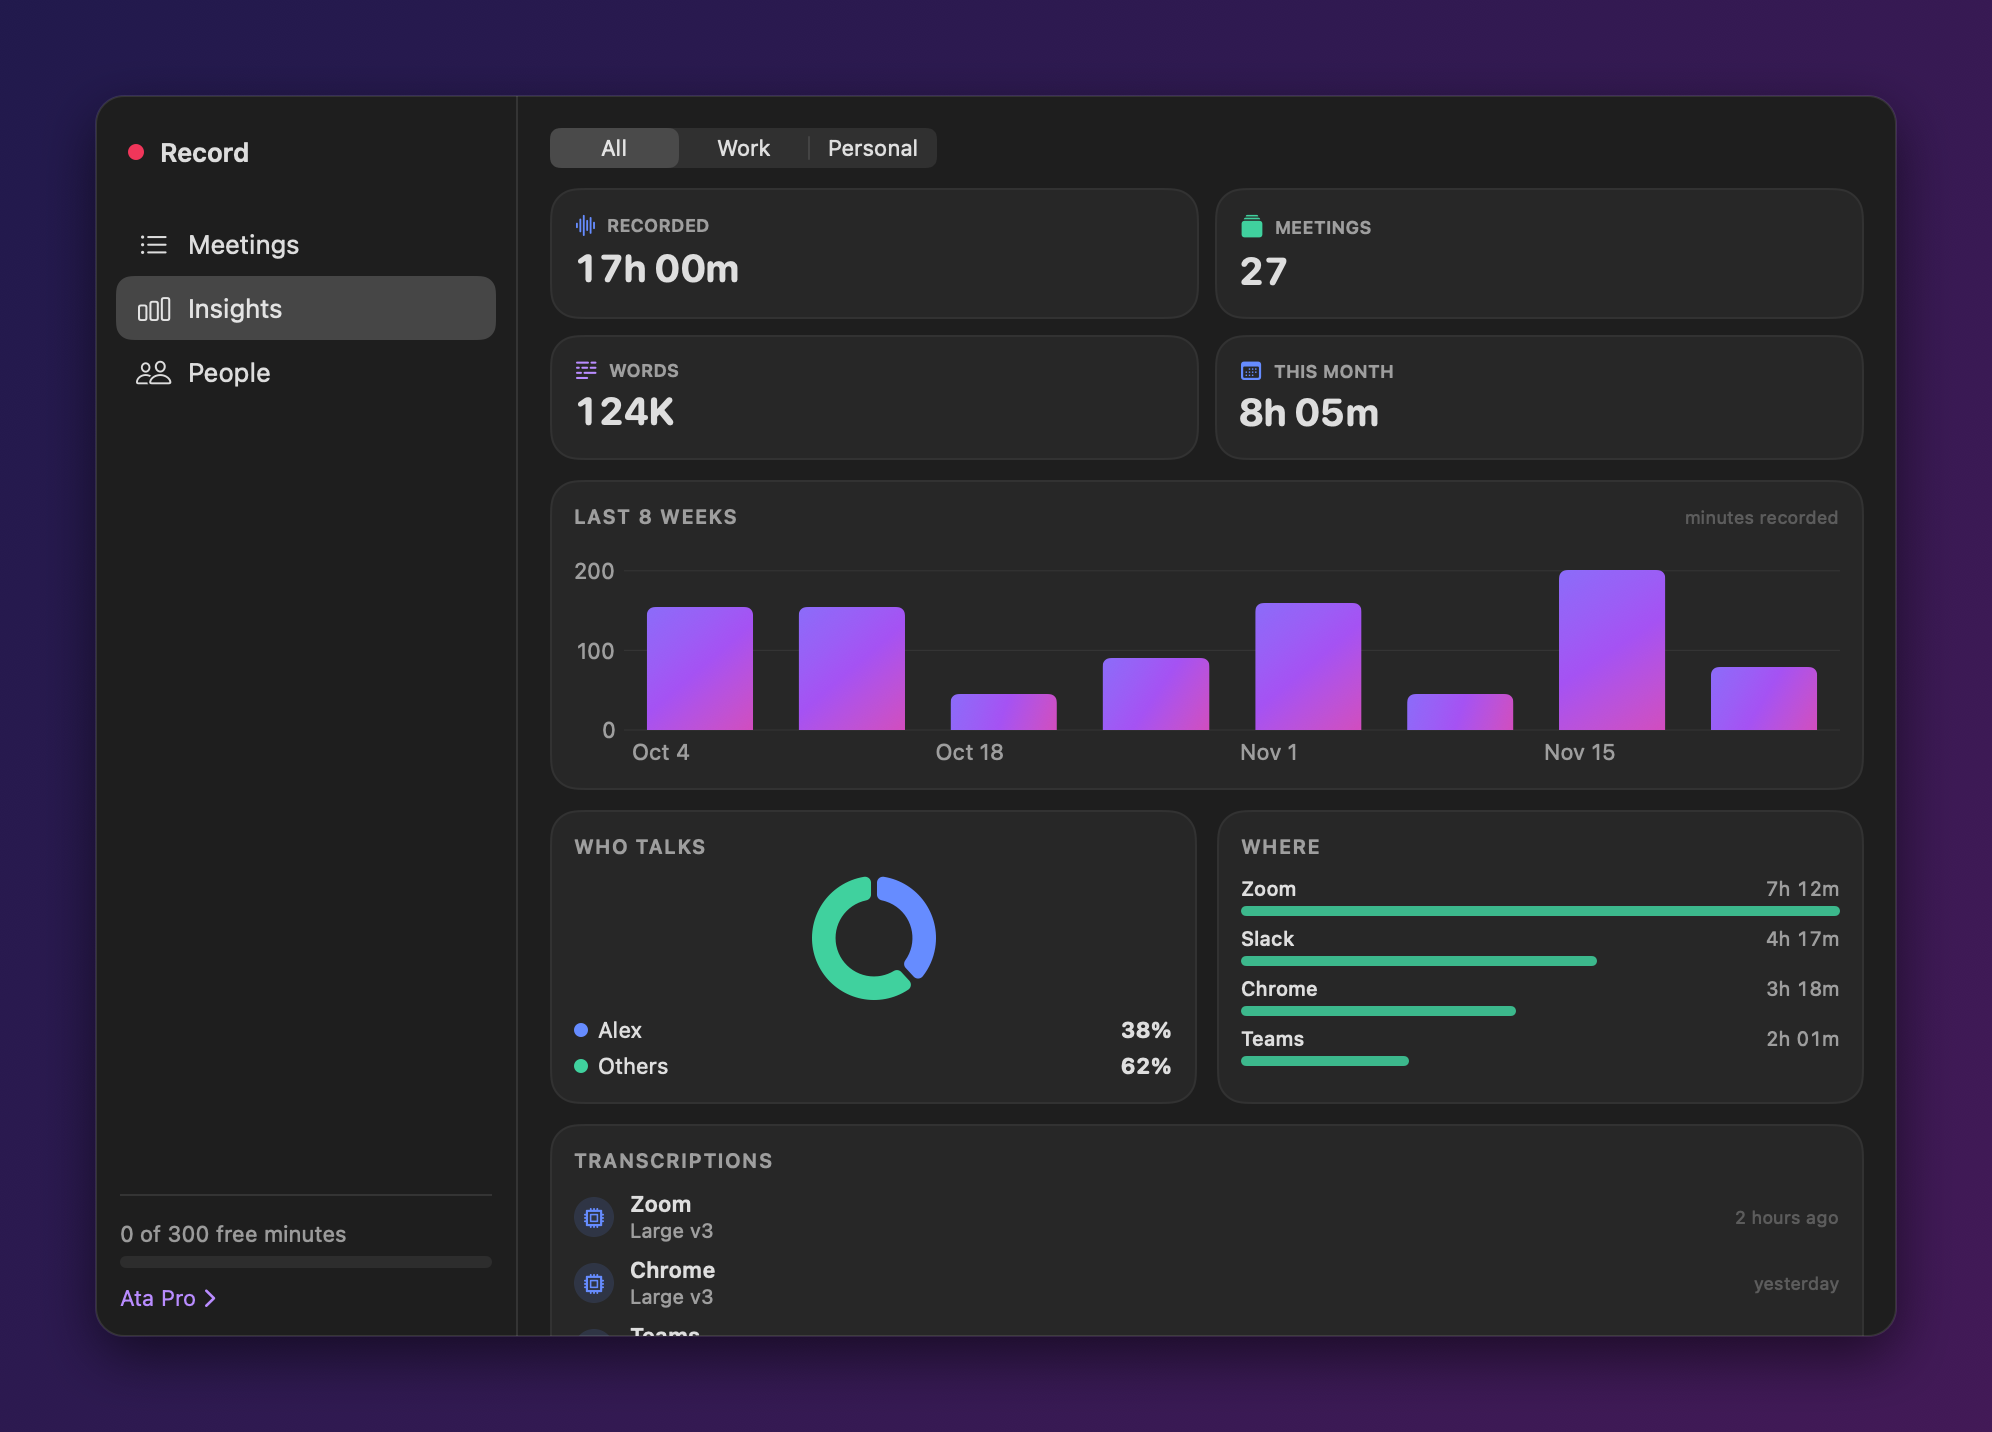 Record
Meetings
Insights
People
0 of 300 free minutes
Ata Pro
All
Work
Personal
RECORDED
17h 00m
MEETINGS
27
WORDS
124K
THIS MONTH
8h 05m
LAST 8 WEEKS
minutes recorded
200
100
0
Oct 4
Oct 18
Nov 1
Nov 15
WHO TALKS
Alex 38%
Others 62%
WHERE
Zoom 7h 12m
Slack 4h 17m
Chrome 3h 18m
Teams 2h 01m
TRANSCRIPTIONS
Zoom
Large v3
2 hours ago
Chrome
Large v3
yesterday
Teams